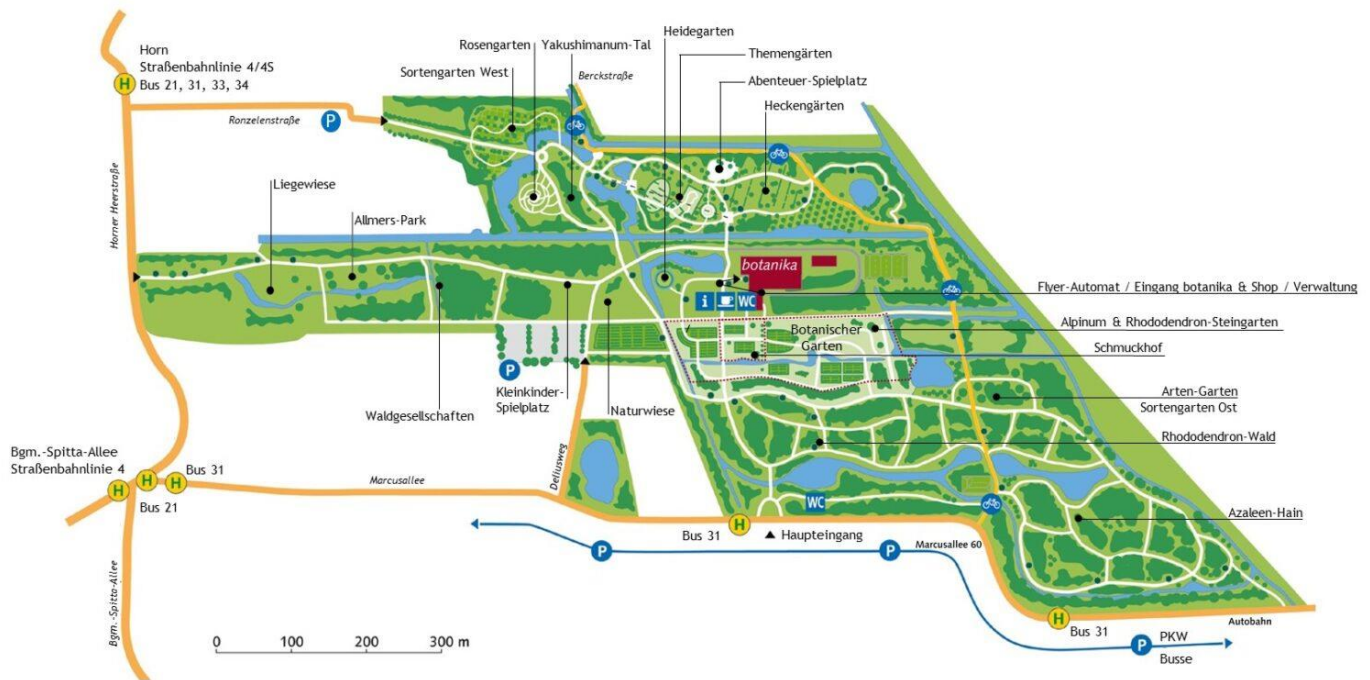 Horn
Straßenbahnlinie 4/4S
Bus 21, 31, 33, 34
Heidegarten
Rosengarten
Yakushimanum-Tal
Themengärten
Sortengarten West
Berckstraße
Abenteuer-Spielplatz
Heckengärten
Ronzelenstraße
P
H
Horner Heerstraße
Liegewiese
Allmers-Park
botanika
i
WC
Flyer-Automat / Eingang botanika & Shop / Verwaltung
Botanischer
Garten
Alpinum & Rhododendron-Steingarten
Schmuckhof
P
Kleinkinder-
Spielplatz
Waldgesellschaften
Naturwiese
Arten-Garten
Sortengarten Ost
Rhododendron-Wald
Bgm.-Spitta-Allee
Straßenbahnlinie 4
Bus 31
H
H
H
Bus 21
Marcusallee
Deliusweg
WC
Azaleen-Hain
Bus 31
H
Haupteingang
Marcusallee 60
P
P
Bgm.-Spitta-Allee
H
Bus 31
Autobahn
P
PKW
Busse
0
100
200
300 m